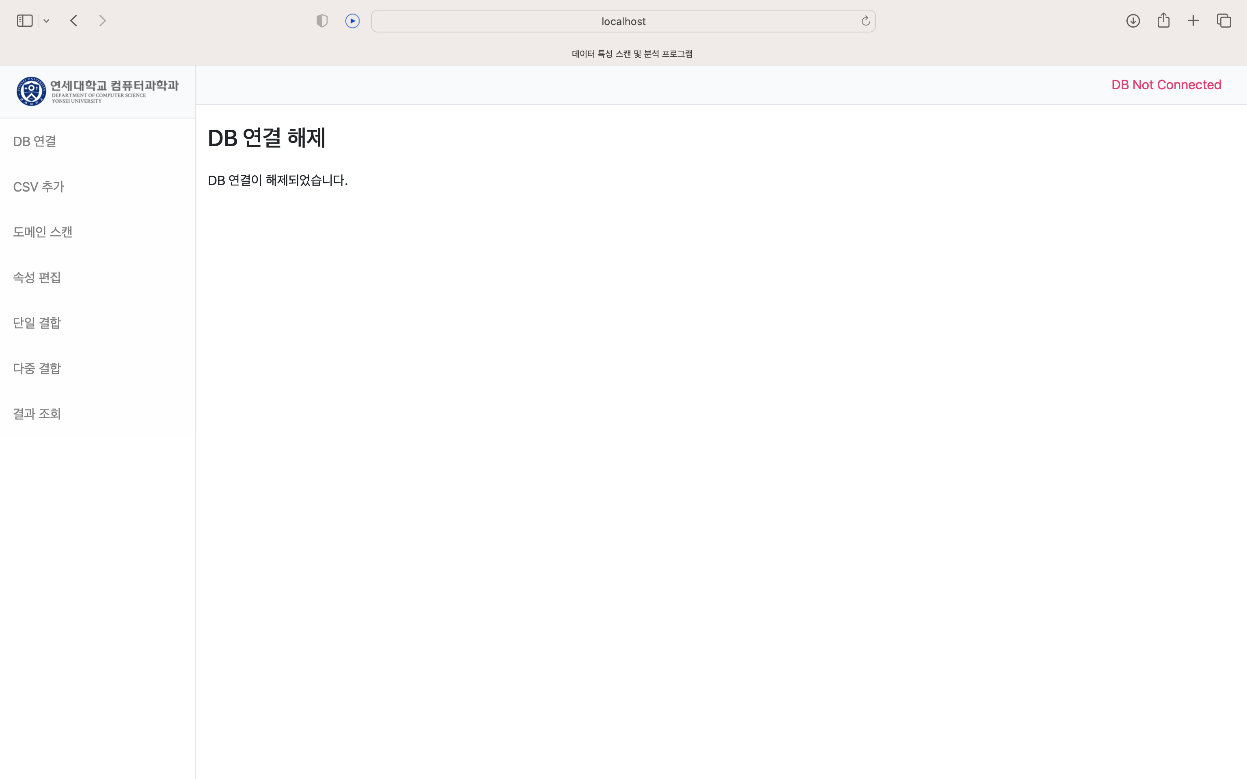 localhost
데이터 특성 스캔 및 분석 프로그램
연세대학교 컴퓨터과학과
DEPARTMENT OF COMPUTER SCIENCE
YONSEI UNIVERSITY
DB Not Connected
DB 연결
CSV 추가
도메인 스캔
속성 편집
단일 결합
다중 결합
결과 조회
DB 연결 해제
DB 연결이 해제되었습니다.